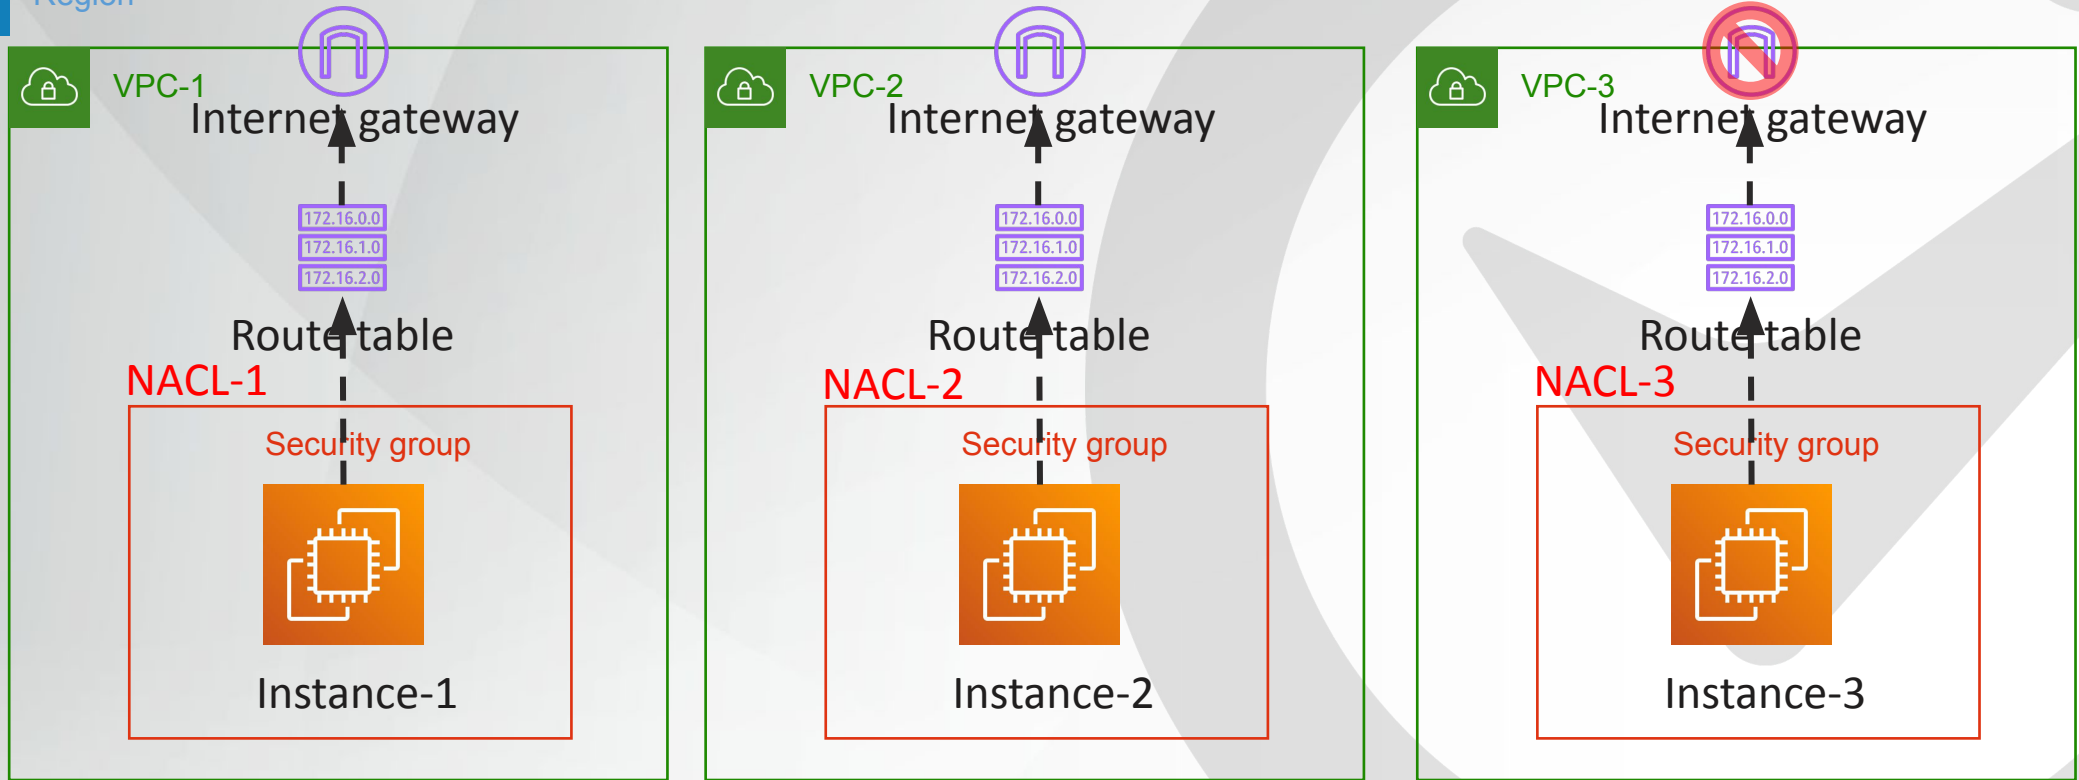 Region
VPC-1
Internet gateway
172.16.0.0
172.16.1.0
172.16.2.0
Route table
NACL-1
Security group
Instance-1
VPC-2
Internet gateway
172.16.0.0
172.16.1.0
172.16.2.0
Route table
NACL-2
Security group
Instance-2
VPC-3
Internet gateway
172.16.0.0
172.16.1.0
172.16.2.0
Route table
NACL-3
Security group
Instance-3